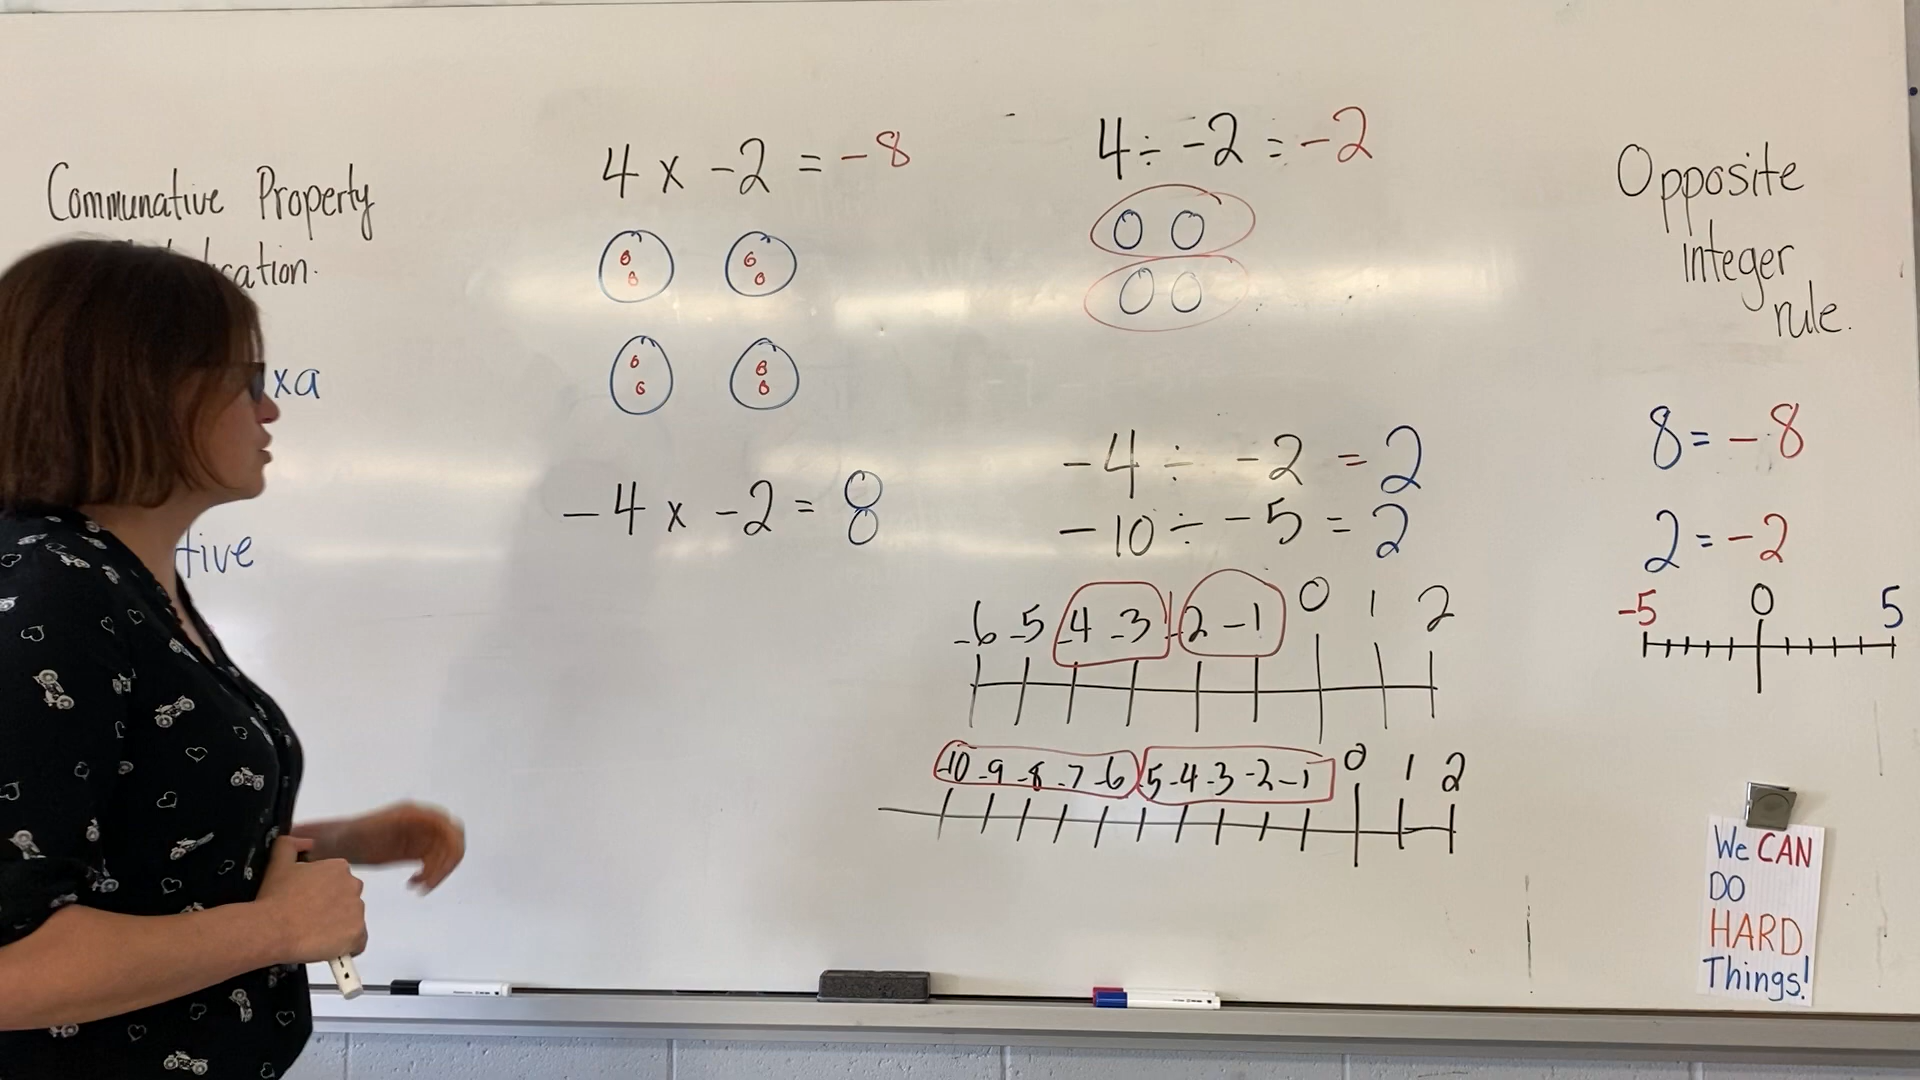 Communative Property
cation.
xa
tive
4 x -2 = -8
-4 x -2 = 8
4 ÷ -2 = -2
-4 ÷ -2 = 2
-10 ÷ -5 = 2
-6 -5 -4 -3 -2 -1 0 1 2
-10 -9 -8 -7 -6 -5 -4 -3 -2 -1 0 1 2
Opposite
Integer
rule.
8 = -8
2 = -2
-5 0 5
We CAN
DO
HARD
Things!